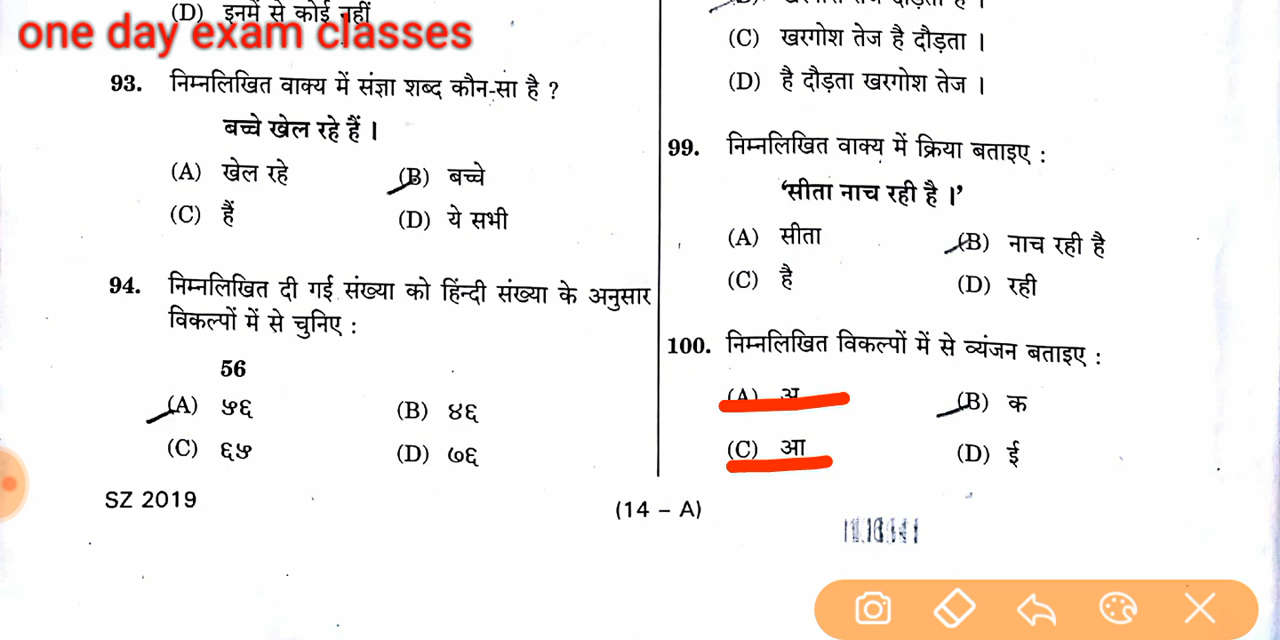 (D) इनमें से कोई नहीं
one day exam classes
93. निम्नलिखित वाक्य में संज्ञा शब्द कौन-सा है ?
बच्चे खेल रहे हैं ।
(A) खेल रहे (B) बच्चे
(C) हैं (D) ये सभी
94. निम्नलिखित दी गई संख्या को हिंन्दी संख्या के अनुसार
विकल्पों में से चुनिए :
56
(A) ५६ (B) ४६
(C) ६५ (D) ७६
SZ 2019
(14 – A)
(C) खरगोश तेज है दौड़ता ।
(D) है दौड़ता खरगोश तेज ।
99. निम्नलिखित वाक्य में क्रिया बताइए :
‘सीता नाच रही है ।’
(A) सीता (B) नाच रही है
(C) है (D) रही
100. निम्नलिखित विकल्पों में से व्यंजन बताइए :
(A) अ (B) क
(C) आ (D) ई